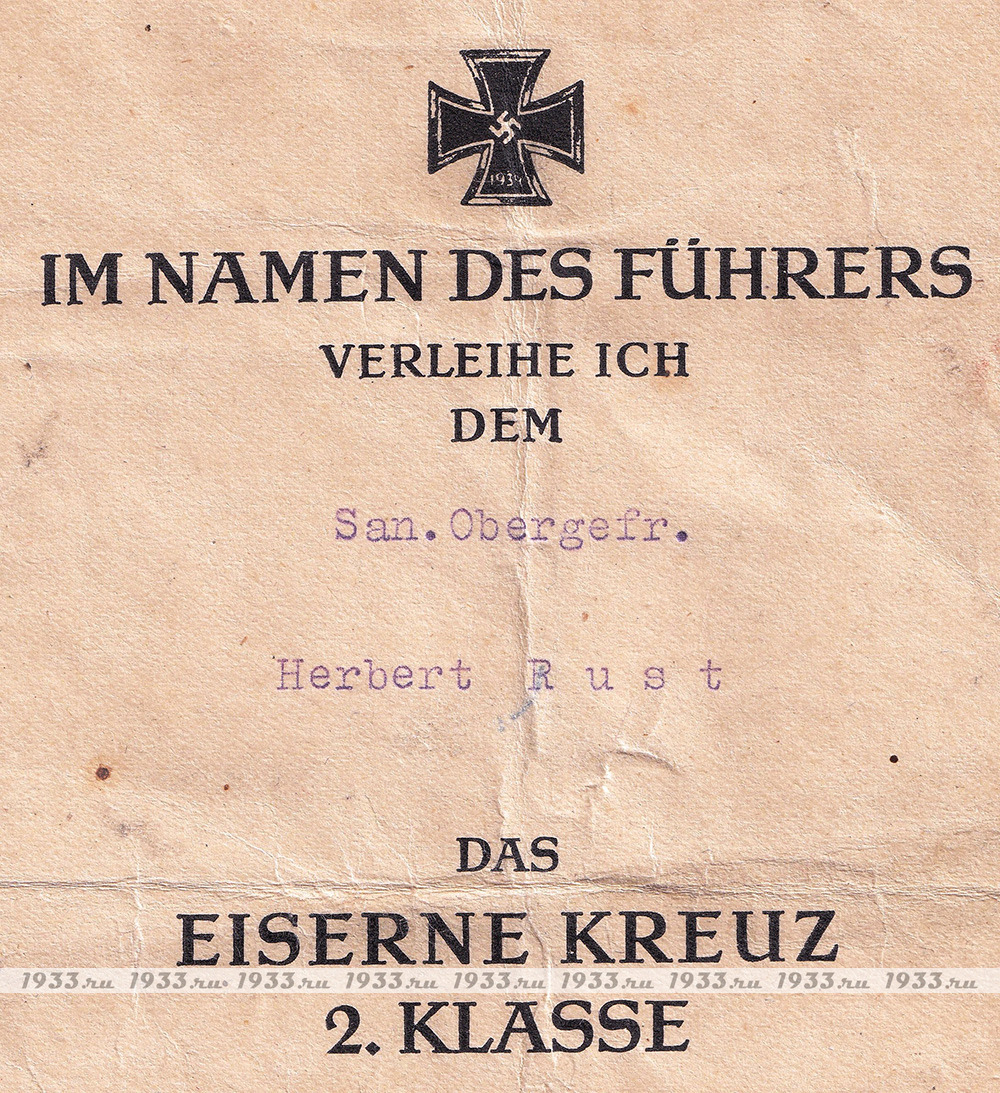 1939
IM NAMEN DES FÜHRERS
VERLEIHE ICH
DEM
San.Obergefr.
Herbert R u s t
DAS
EISERNE KREUZ
1933.ru 1933.ru 1933.ru 1933.ru 1933.ru 1933.ru 1933.ru 1933.ru 1933.ru
2. KLASSE